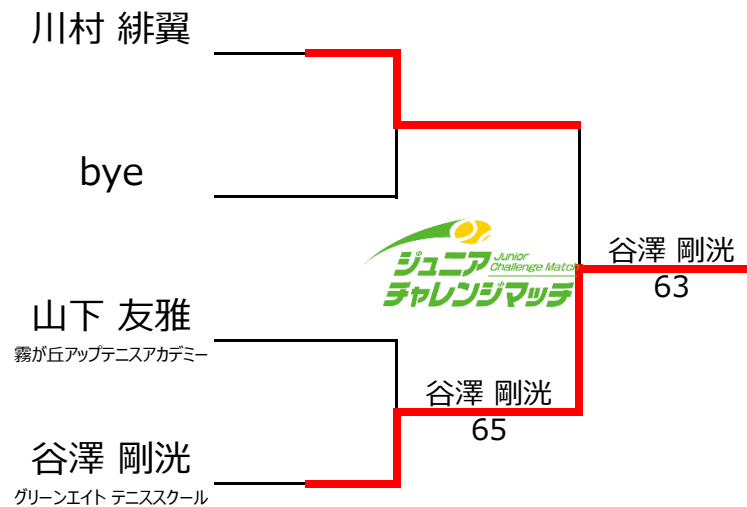 川村 緋翼
bye
ジュニア
Junior
Challenge Match
チャレンジマッチ
谷澤 剛洸
63
山下 友雅
霧が丘アップテニスアカデミー
谷澤 剛洸
65
谷澤 剛洸
グリーンエイト テニススクール